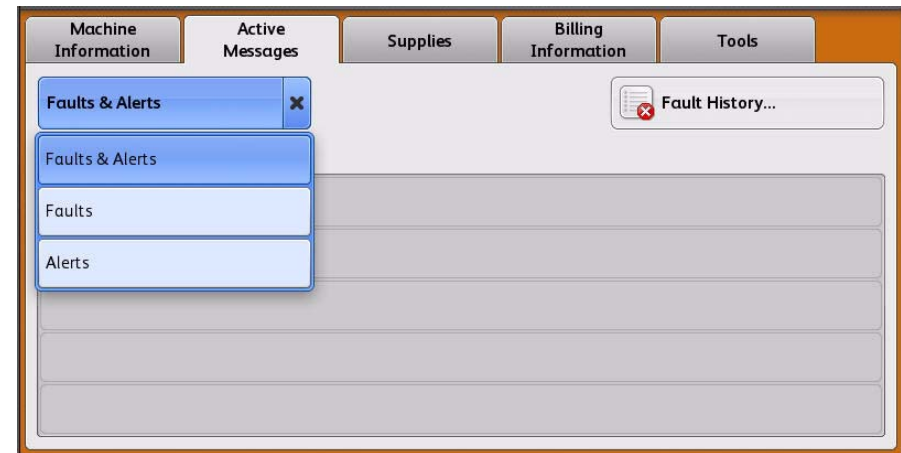 Machine
Information
Active
Messages
Supplies
Billing
Information
Tools
Faults & Alerts
Fault History...
Faults & Alerts
Faults
Alerts